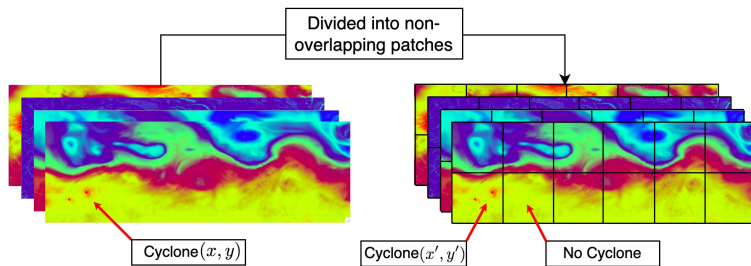 Divided into non-
overlapping patches
Cyclone(x, y)
Cyclone(x′, y′)
No Cyclone